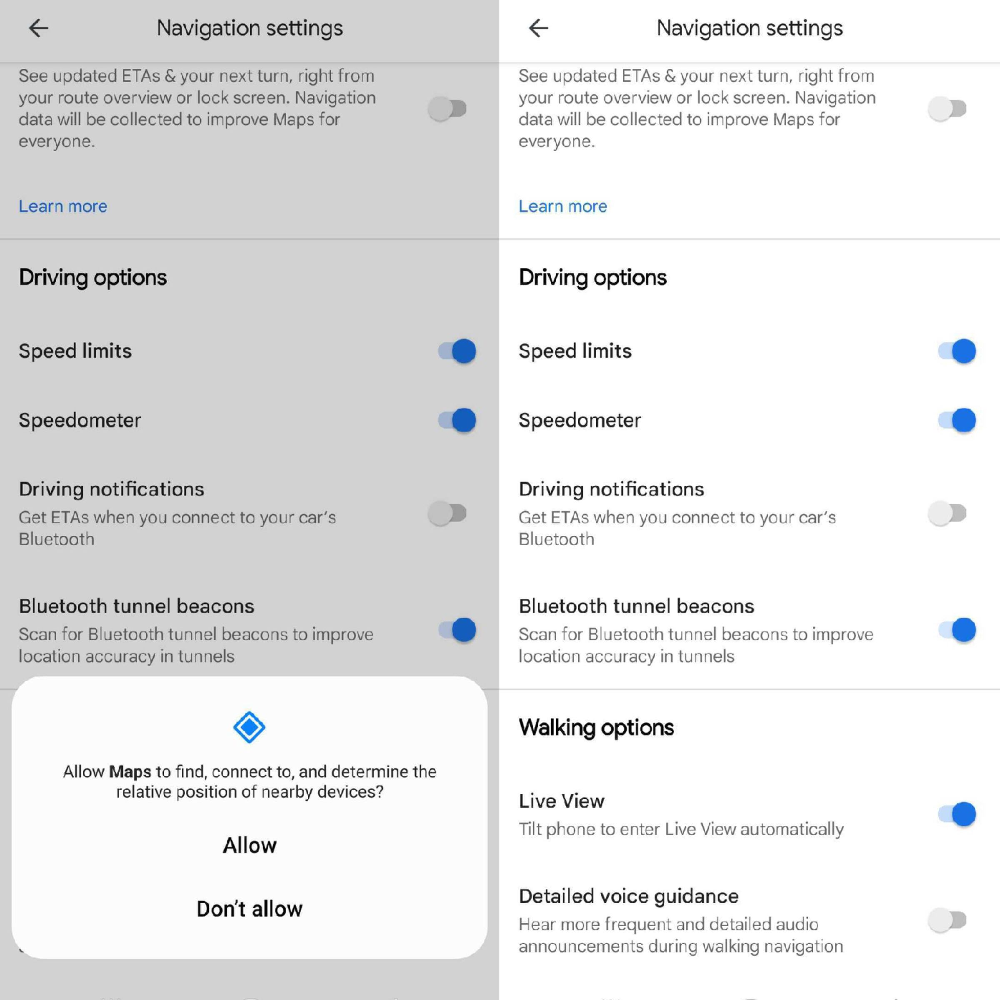 Navigation settings
See updated ETAs & your next turn, right from
your route overview or lock screen. Navigation
data will be collected to improve Maps for
everyone.
Learn more
Driving options
Speed limits
Speedometer
Driving notifications
Get ETAs when you connect to your car's
Bluetooth
Bluetooth tunnel beacons
Scan for Bluetooth tunnel beacons to improve
location accuracy in tunnels
Allow Maps to find, connect to, and determine the
relative position of nearby devices?
Allow
Don't allow
Navigation settings
See updated ETAs & your next turn, right from
your route overview or lock screen. Navigation
data will be collected to improve Maps for
everyone.
Learn more
Driving options
Speed limits
Speedometer
Driving notifications
Get ETAs when you connect to your car's
Bluetooth
Bluetooth tunnel beacons
Scan for Bluetooth tunnel beacons to improve
location accuracy in tunnels
Walking options
Live View
Tilt phone to enter Live View automatically
Detailed voice guidance
Hear more frequent and detailed audio
announcements during walking navigation